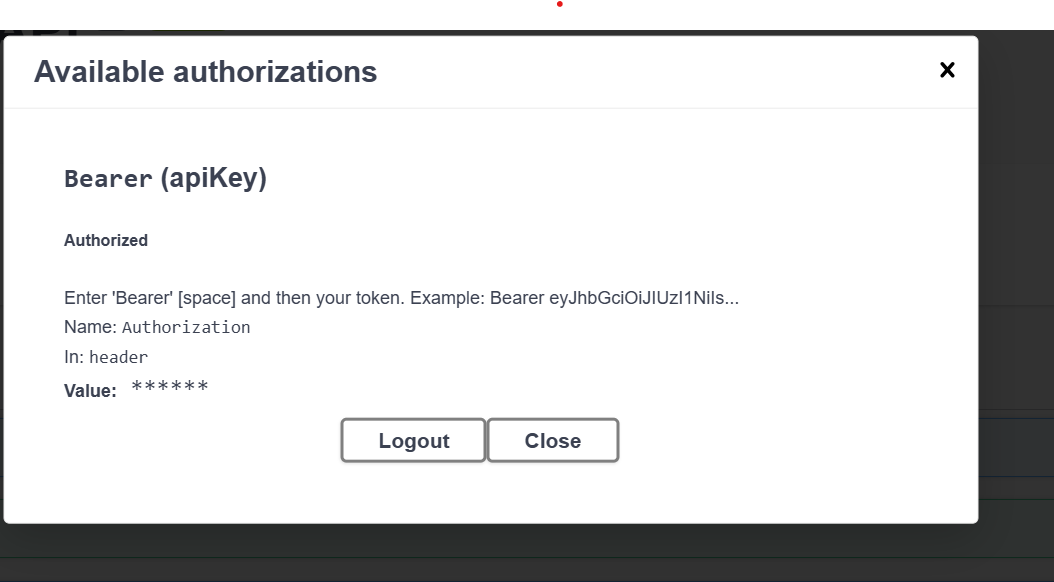 Available authorizations
Bearer (apiKey)
Authorized
Enter 'Bearer' [space] and then your token. Example: Bearer eyJhbGciOiJIUzI1NiIs...
Name: Authorization
In: header
Value: ******
Logout Close